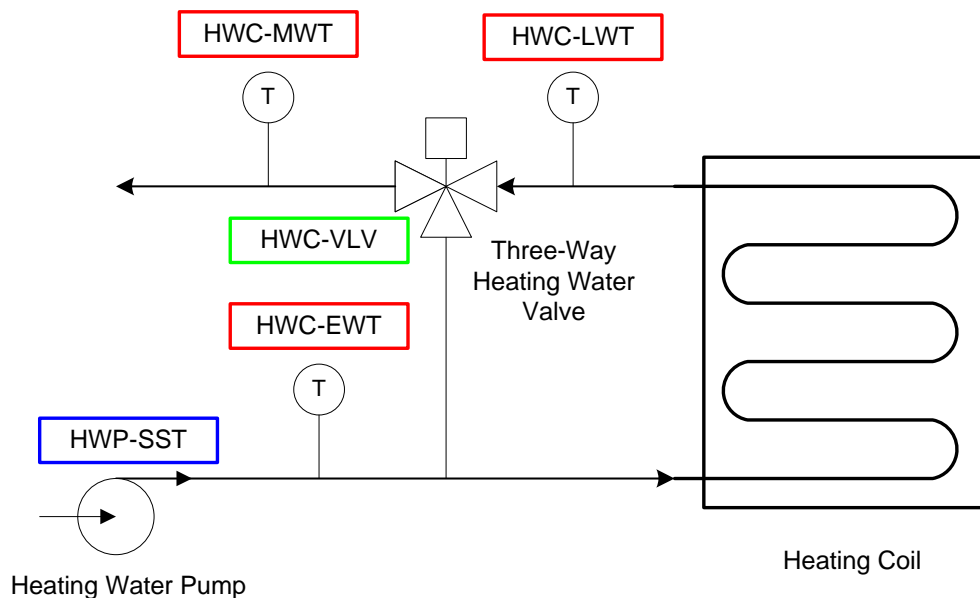 HWC-MWT
HWC-LWT
T
T
HWC-VLV
Three-Way
Heating Water
Valve
HWC-EWT
T
HWP-SST
Heating Coil
Heating Water Pump